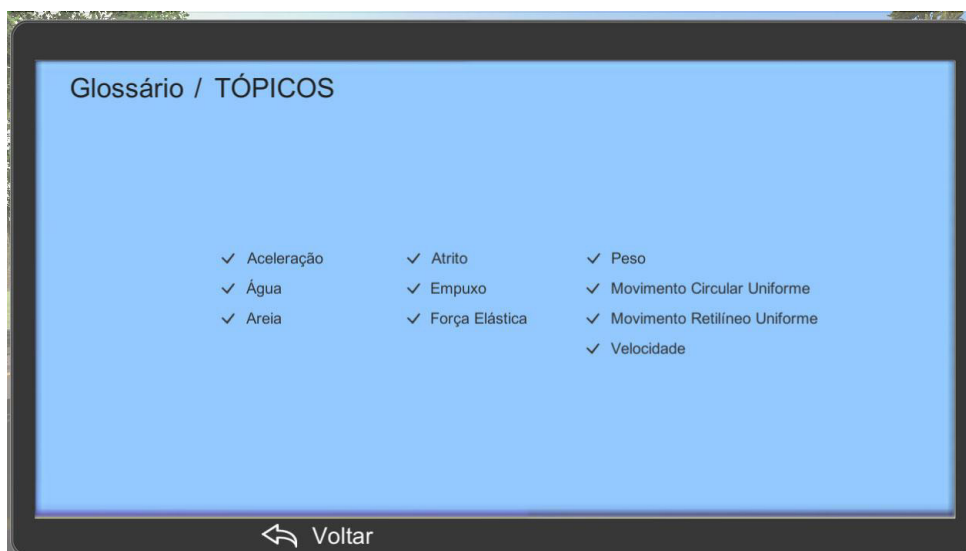 Glossário / TÓPICOS
Aceleração
Água
Areia
Atrito
Empuxo
Força Elástica
Peso
Movimento Circular Uniforme
Movimento Retilíneo Uniforme
Velocidade
Voltar